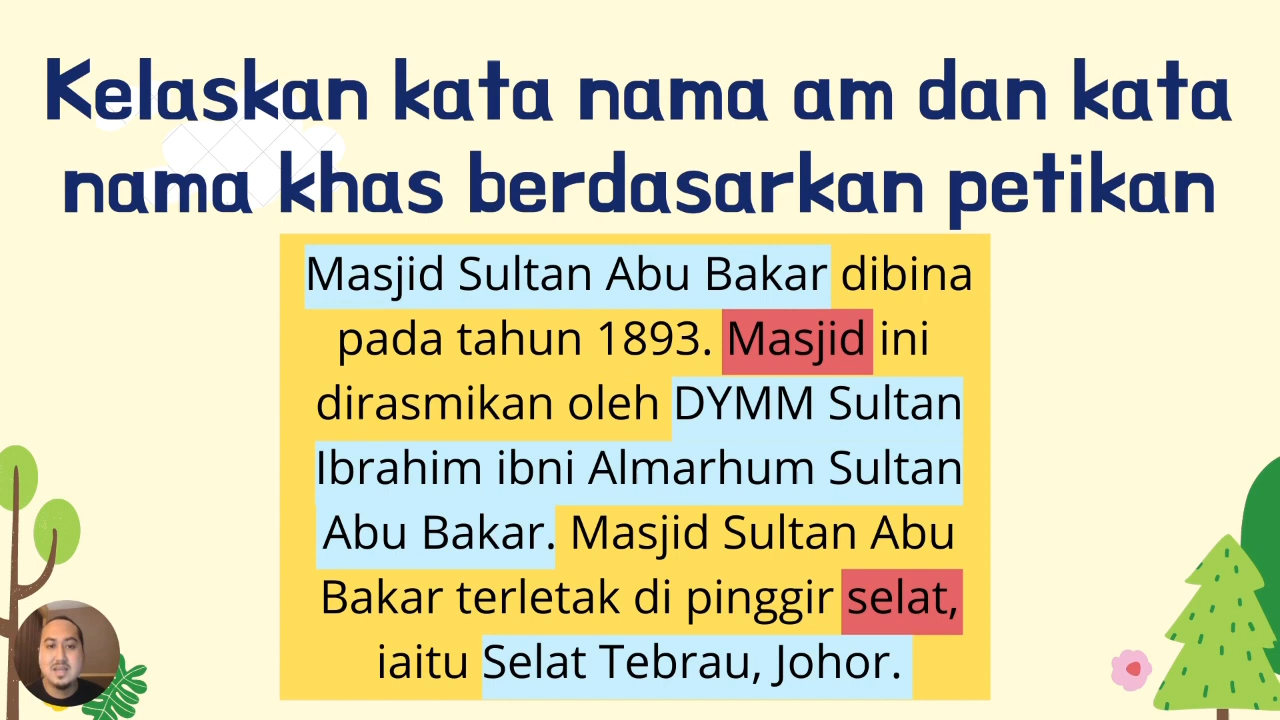 Kelaskan kata nama am dan kata
nama khas berdasarkan petikan
Masjid Sultan Abu Bakar dibina
pada tahun 1893. Masjid ini
dirasmikan oleh DYMM Sultan
Ibrahim ibni Almarhum Sultan
Abu Bakar. Masjid Sultan Abu
Bakar terletak di pinggir selat,
iaitu Selat Tebrau, Johor.